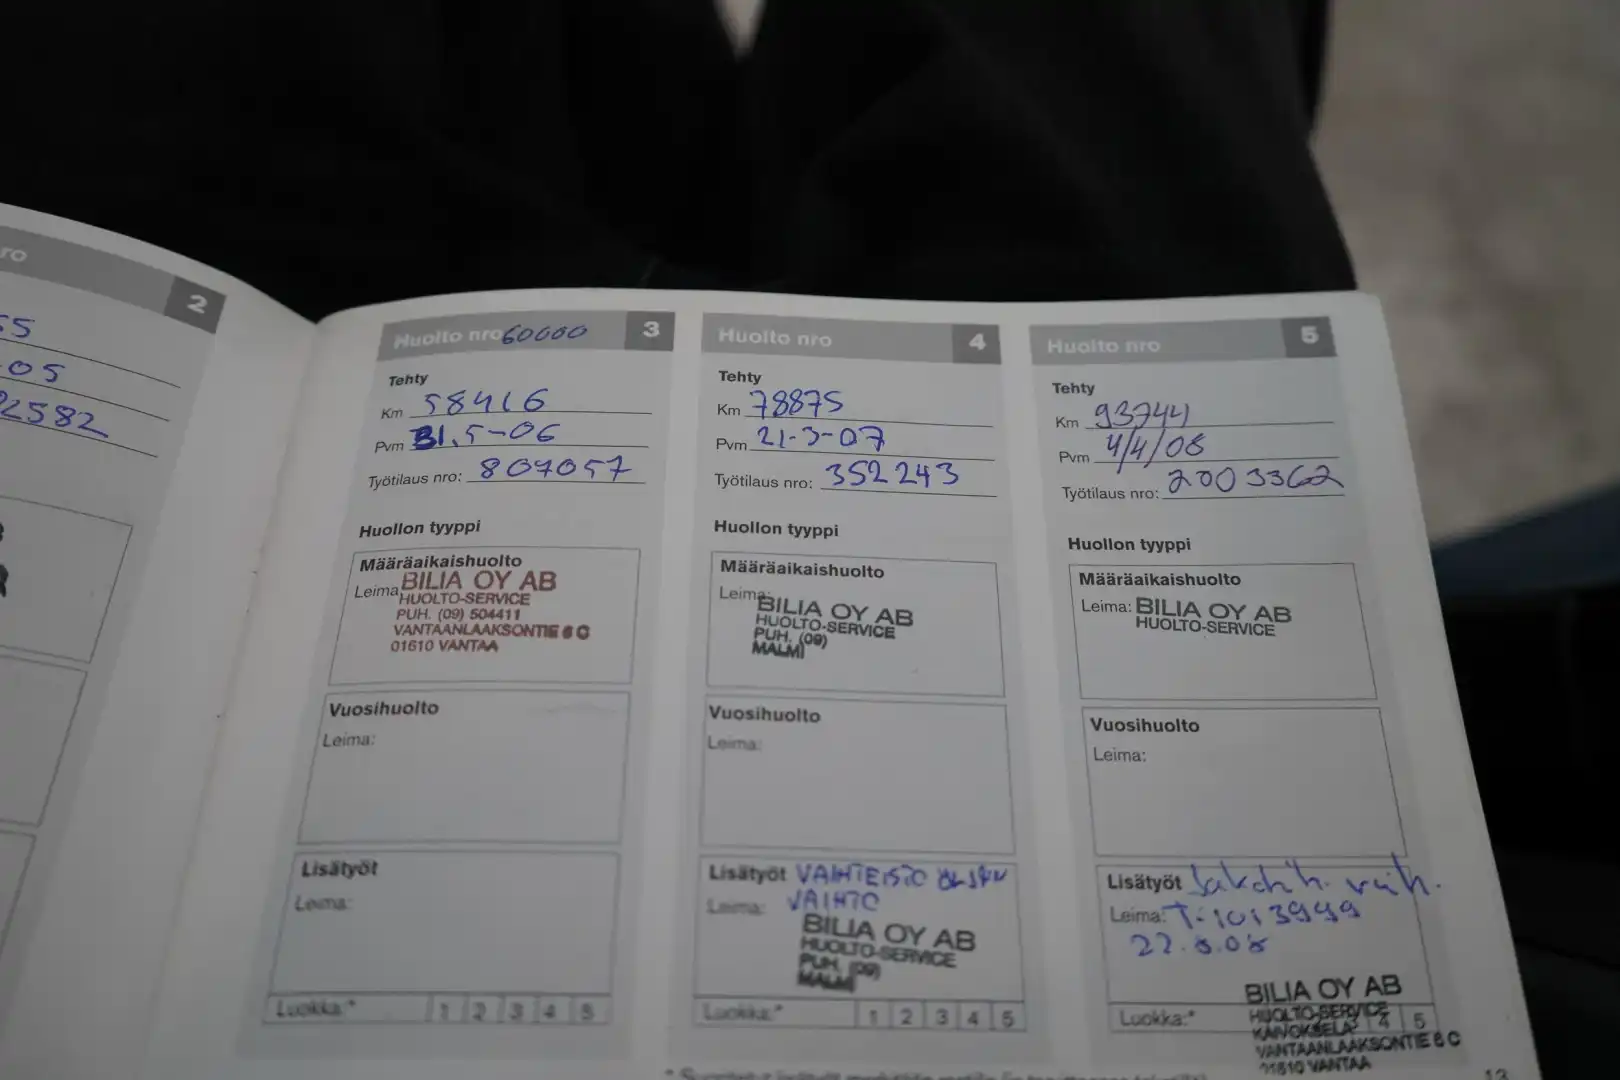 ro 2
55
-05
2582
Huolto nro 60000 3
Tehty
Km 58416
Pvm 31.5-06
Työtilaus nro: 807057
Huollon tyyppi
Määräaikaishuolto
Leima
BILIA OY AB
HUOLTO-SERVICE
PUH. (09) 504411
VANTAANLAAKSONTIE 6 C
01610 VANTAA
Vuosihuolto
Leima:
Lisätyöt
Leima:
Luokka:* 1 2 3 4 5
Huolto nro 4
Tehty
Km 78875
Pvm 21-3-07
Työtilaus nro: 352243
Huollon tyyppi
Määräaikaishuolto
Leima:
BILIA OY AB
HUOLTO-SERVICE
PUH. (09)
MALMI
Vuosihuolto
Leima:
Lisätyöt VAIHTEISTO ÖLJYN
Leima: VAIHTO
BILIA OY AB
HUOLTO-SERVICE
PUH. (09)
MALMI
Luokka:* 1 2 3 4 5
Huolto nro 5
Tehty
Km 93744
Pvm 4/4/08
Työtilaus nro: 2003362
Huollon tyyppi
Määräaikaishuolto
Leima: BILIA OY AB
HUOLTO-SERVICE
Vuosihuolto
Leima:
Lisätyöt Jakoh. vaih.
Leima: T-1013999
22.8.08
BILIA OY AB
HUOLTO-SERVICE
KAIVOKSELA
VANTAANLAAKSONTIE 6 C
01610 VANTAA
Luokka:* 4 5
13